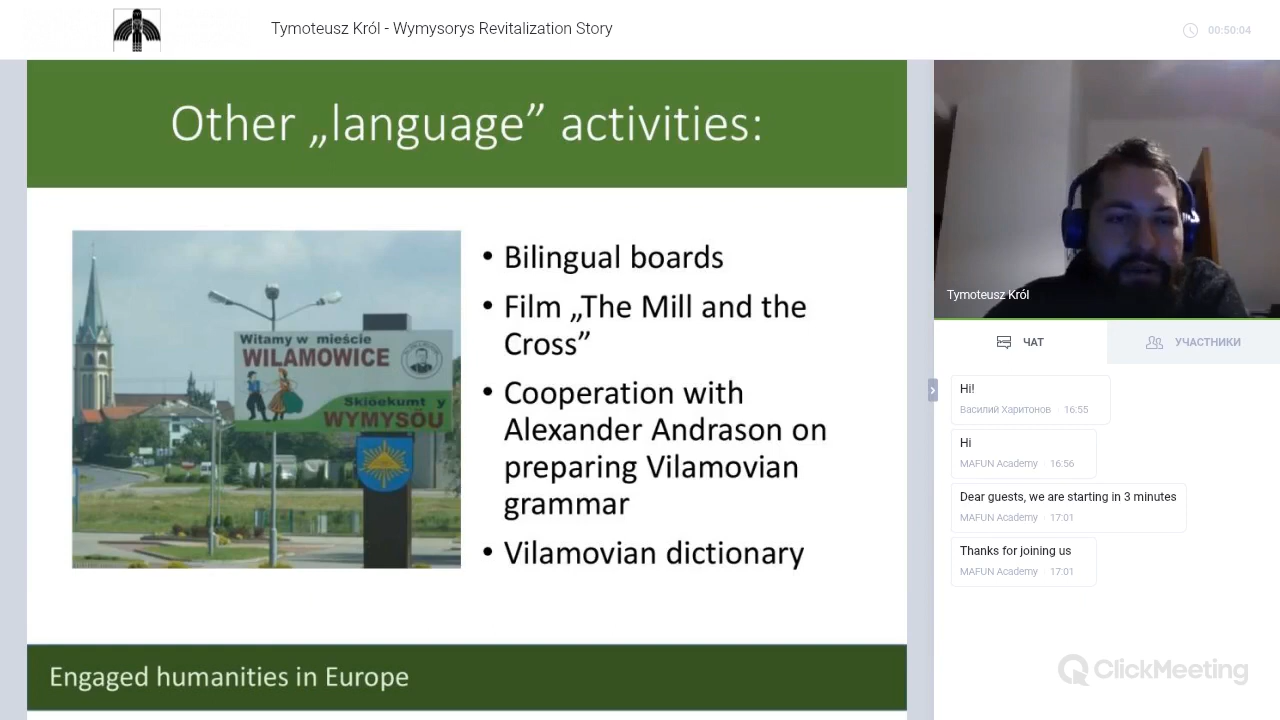 Tymoteusz Król - Wymysorys Revitalization Story
00:50:04
Other „language” activities:
Witamy w mieście
WILAMOWICE
Skiöekumt y
WYMYSÖU
• Bilingual boards
• Film „The Mill and the
Cross”
• Cooperation with
Alexander Andrason on
preparing Vilamovian
grammar
• Vilamovian dictionary
Engaged humanities in Europe
Tymoteusz Król
ЧАТ
УЧАСТНИКИ
Hi!
Василий Харитонов · 16:55
Hi
MAFUN Academy · 16:56
Dear guests, we are starting in 3 minutes
MAFUN Academy · 17:01
Thanks for joining us
MAFUN Academy · 17:01
ClickMeeting